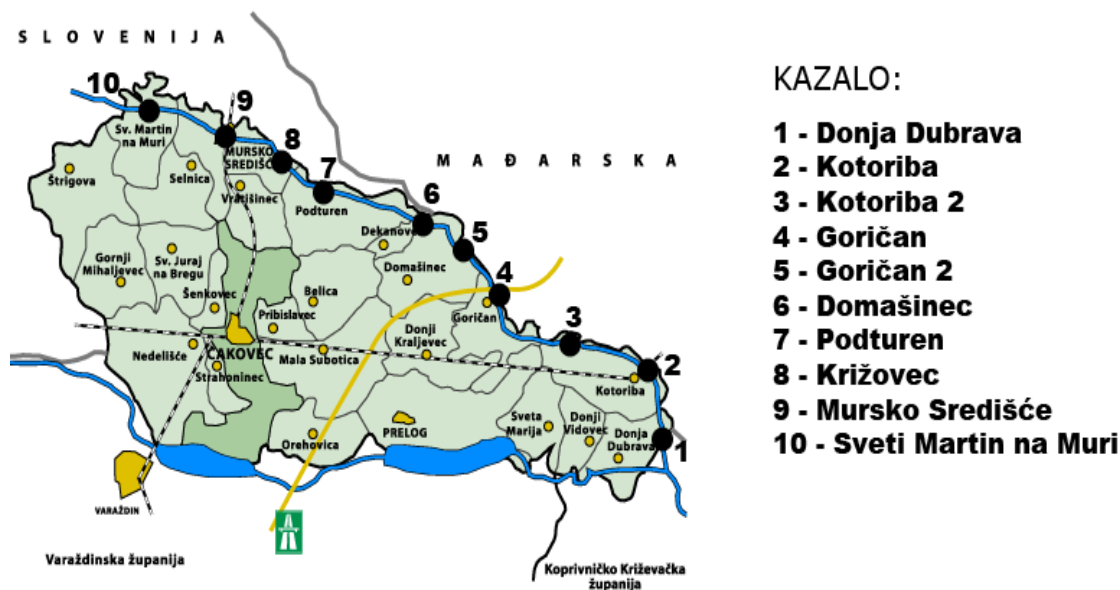 SLOVENIJA
10
9
Sv. Martin
na Muri
MURSKO
SREDIŠĆE
8
MAĐARSKA
Štrigova
Selnica
Vratišinec
7
Podturen
6
Dekanovec
5
Gornji
Mihaljevec
Sv. Juraj
na Bregu
Domašinec
4
Šenkovec
Belica
Goričan
Pribislavec
3
Donji
Kraljevec
Nedelišće
ČAKOVEC
Mala Subotica
2
Strahoninec
Kotoriba
Sveta
Marija
Donji
Vidovec
PRELOG
Orehovica
Donja
Dubrava
1
VARAŽDIN
Varaždinska županija
Koprivničko Križevačka
županija
KAZALO:
1 - Donja Dubrava
2 - Kotoriba
3 - Kotoriba 2
4 - Goričan
5 - Goričan 2
6 - Domašinec
7 - Podturen
8 - Križovec
9 - Mursko Središće
10 - Sveti Martin na Muri